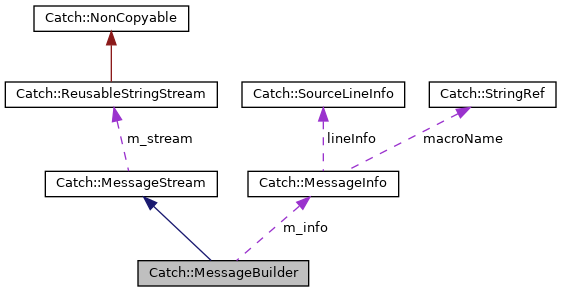 Catch::NonCopyable
Catch::ReusableStringStream
Catch::SourceLineInfo
Catch::StringRef
m_stream
lineInfo
macroName
Catch::MessageStream
Catch::MessageInfo
m_info
Catch::MessageBuilder